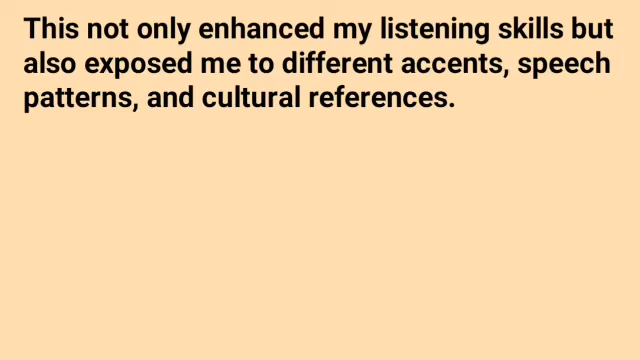 This not only enhanced my listening skills but
also exposed me to different accents, speech
patterns, and cultural references.